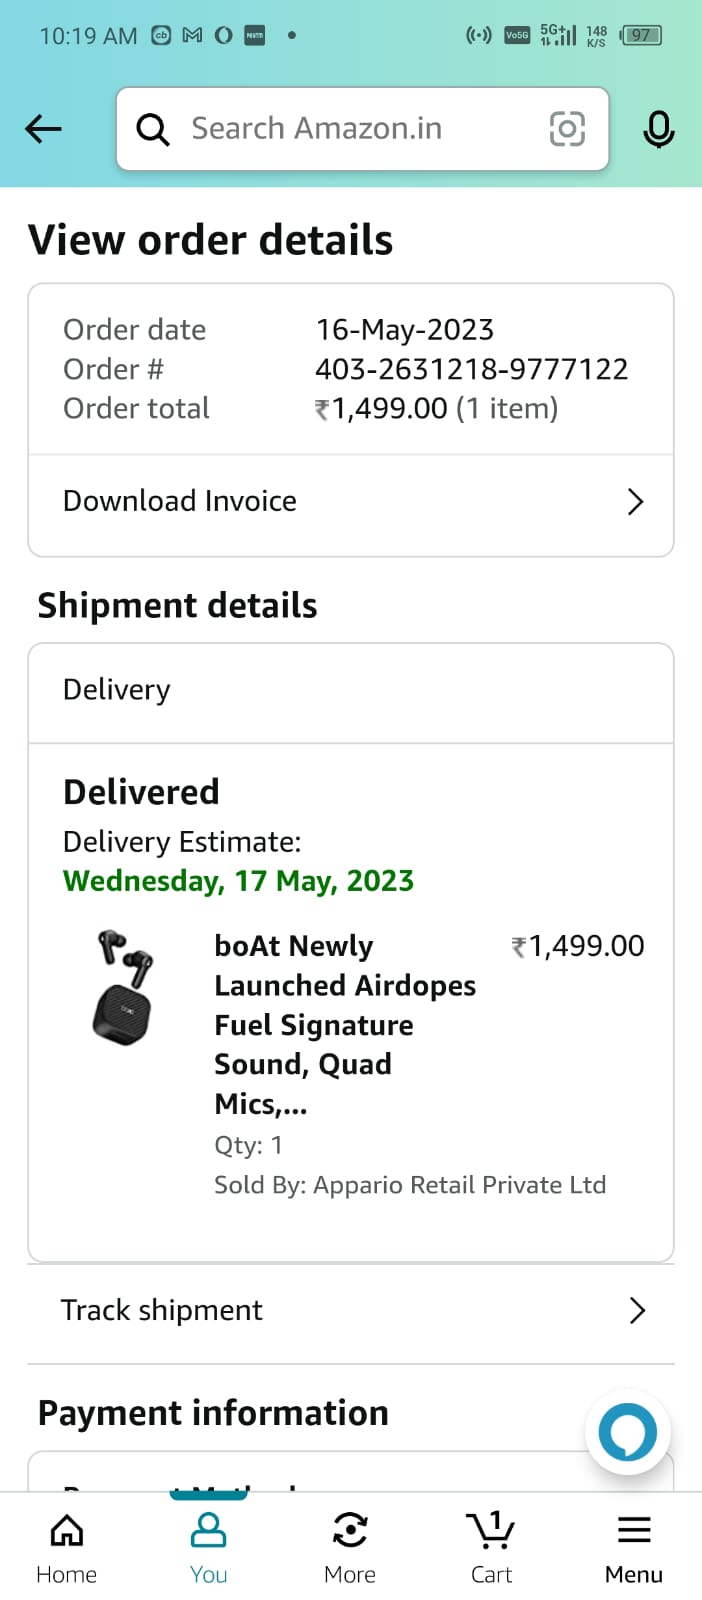 10:19 AM
Vo5G 5G+ 148 K/S 97
Search Amazon.in
View order details
Order date 16-May-2023
Order # 403-2631218-9777122
Order total ₹1,499.00 (1 item)
Download Invoice
Shipment details
Delivery
Delivered
Delivery Estimate:
Wednesday, 17 May, 2023
boAt Newly ₹1,499.00
Launched Airdopes
Fuel Signature
Sound, Quad
Mics,...
Qty: 1
Sold By: Appario Retail Private Ltd
Track shipment
Payment information
1
Home You More Cart Menu